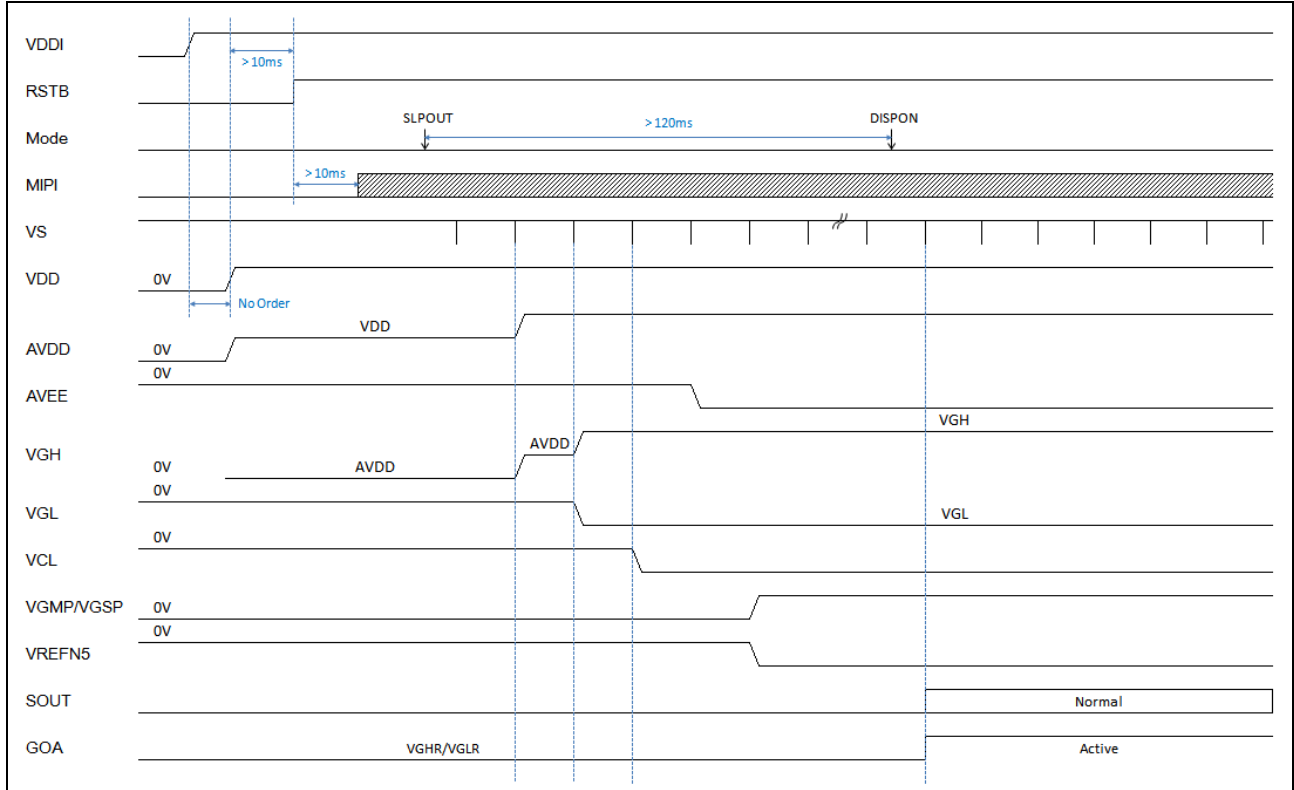 VDDI
> 10ms
RSTB
SLPOUT
> 120ms
DISPON
Mode
> 10ms
MIPI
VS
VDD
0V
No Order
VDD
AVDD
0V
0V
AVEE
VGH
VGH
AVDD
0V
AVDD
0V
VGL
VGL
0V
VCL
VGMP/VGSP
0V
0V
VREFN5
SOUT
Normal
GOA
VGHR/VGLR
Active